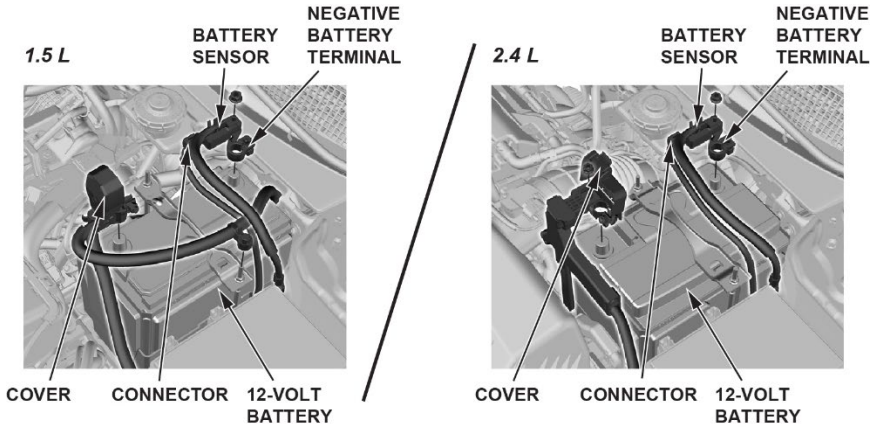 1.5 L
BATTERY
SENSOR
NEGATIVE
BATTERY
TERMINAL
COVER
CONNECTOR
12-VOLT
BATTERY
2.4 L
BATTERY
SENSOR
NEGATIVE
BATTERY
TERMINAL
COVER
CONNECTOR
12-VOLT
BATTERY